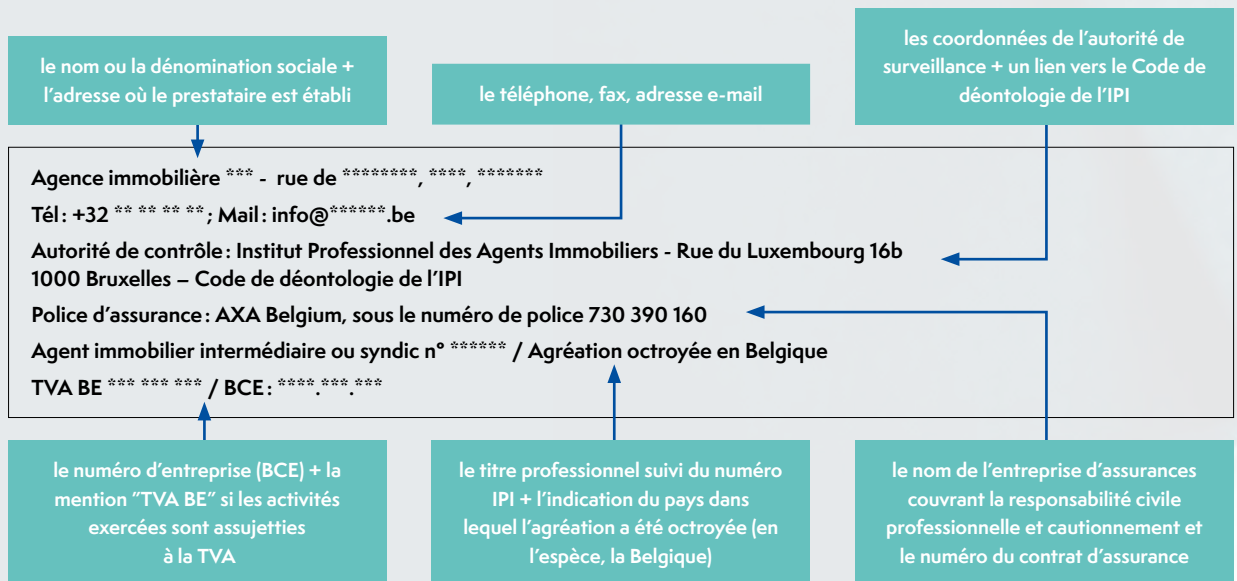 le nom ou la dénomination sociale +
l'adresse où le prestataire est établi
le téléphone, fax, adresse e-mail
les coordonnées de l'autorité de
surveillance + un lien vers le Code de
déontologie de l'IPI
Agence immobilière *** - rue de ********, ****, *******
Tél : +32 ** ** ** ** ; Mail : info@******.be
Autorité de contrôle : Institut Professionnel des Agents Immobiliers - Rue du Luxembourg 16b
1000 Bruxelles – Code de déontologie de l'IPI
Police d'assurance : AXA Belgium, sous le numéro de police 730 390 160
Agent immobilier intermédiaire ou syndic n° ****** / Agréation octroyée en Belgique
TVA BE *** *** *** / BCE : ****.***.***
le numéro d'entreprise (BCE) + la
mention "TVA BE" si les activités
exercées sont assujetties
à la TVA
le titre professionnel suivi du numéro
IPI + l'indication du pays dans
lequel l'agréation a été octroyée (en
l'espèce, la Belgique)
le nom de l'entreprise d'assurances
couvrant la responsabilité civile
professionnelle et cautionnement et
le numéro du contrat d'assurance